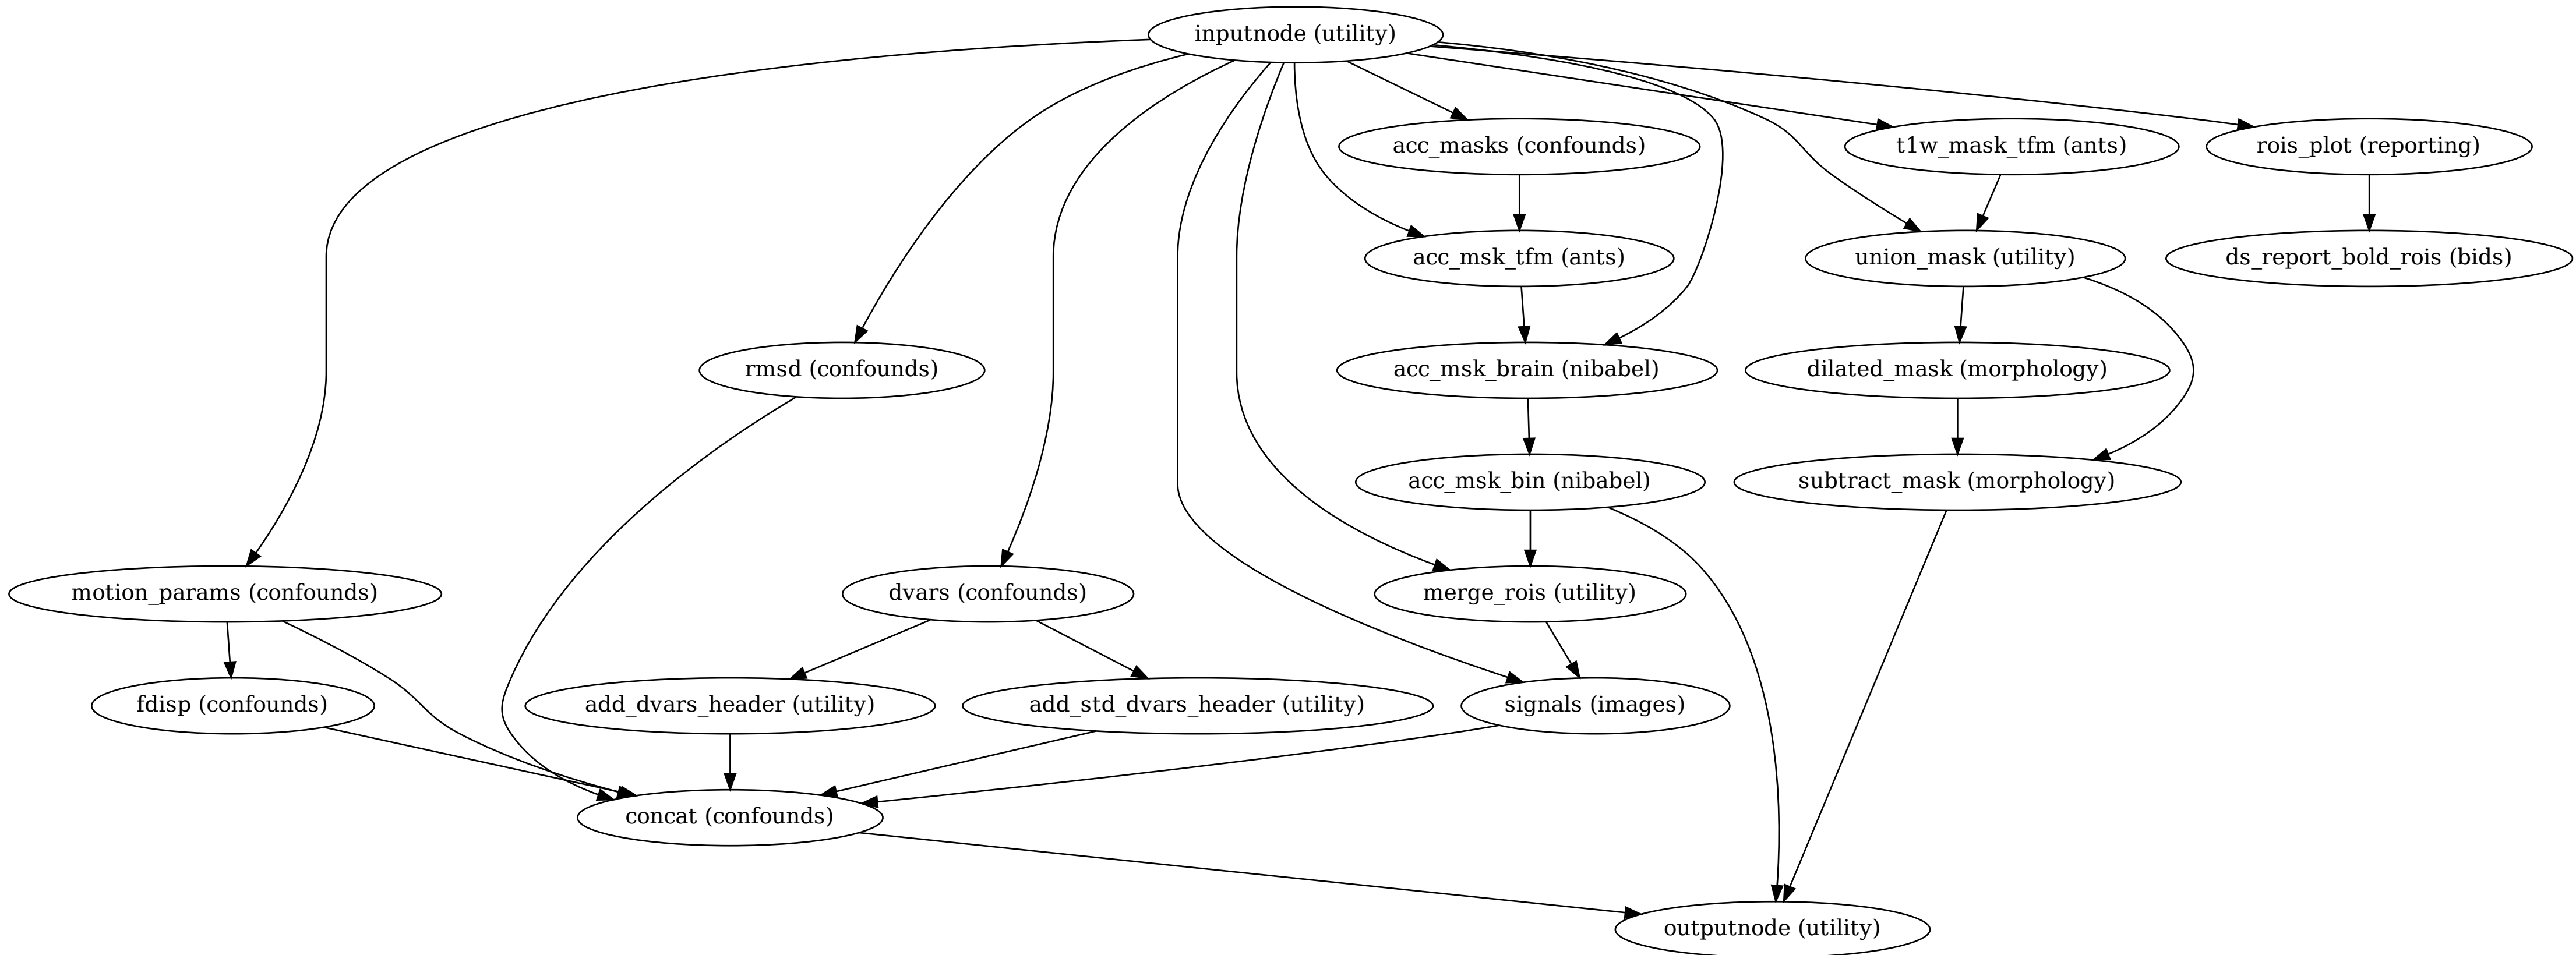 inputnode (utility)
acc_masks (confounds)
t1w_mask_tfm (ants)
rois_plot (reporting)
acc_msk_tfm (ants)
union_mask (utility)
ds_report_bold_rois (bids)
rmsd (confounds)
acc_msk_brain (nibabel)
dilated_mask (morphology)
acc_msk_bin (nibabel)
subtract_mask (morphology)
motion_params (confounds)
dvars (confounds)
merge_rois (utility)
fdisp (confounds)
add_dvars_header (utility)
add_std_dvars_header (utility)
signals (images)
concat (confounds)
outputnode (utility)